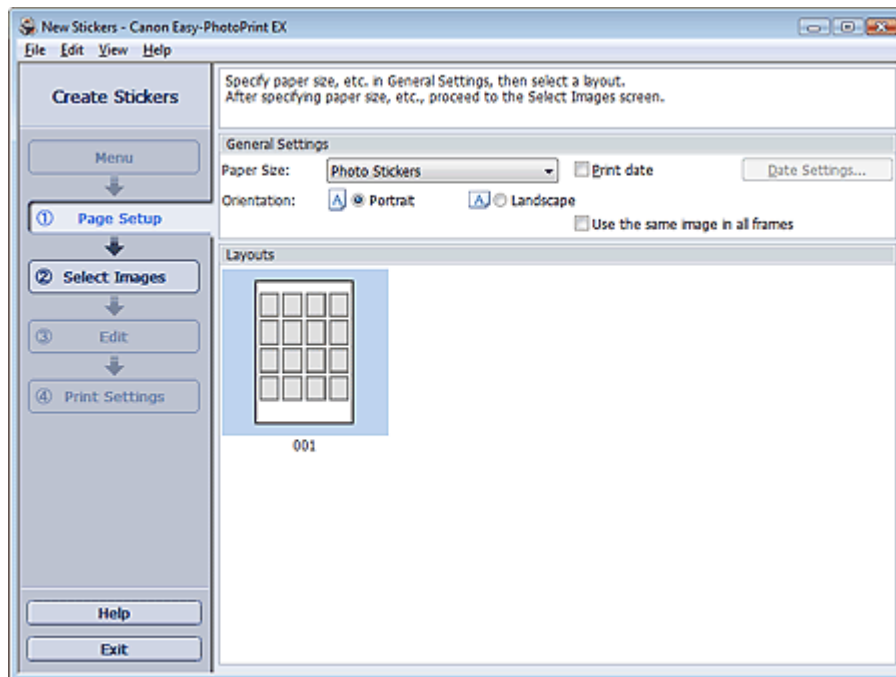 New Stickers - Canon Easy-PhotoPrint EX
File Edit View Help
Create Stickers
Specify paper size, etc. in General Settings, then select a layout.
After specifying paper size, etc., proceed to the Select Images screen.
Menu
① Page Setup
② Select Images
③ Edit
④ Print Settings
Help
Exit
General Settings
Paper Size: Photo Stickers Print date Date Settings...
Orientation: A Portrait A Landscape
Use the same image in all frames
Layouts
001